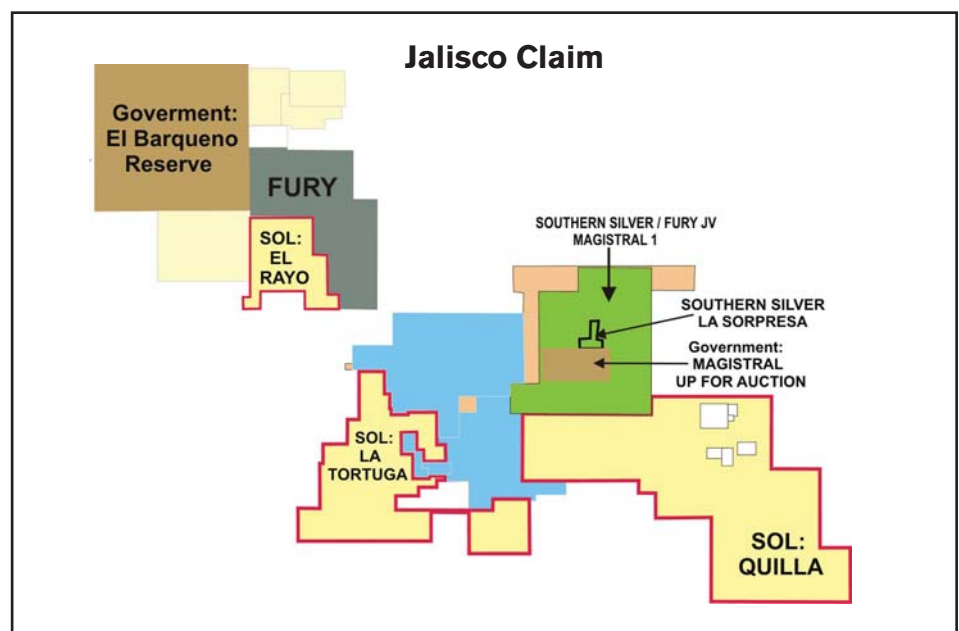 Jalisco Claim
Goverment:
El Barqueno
Reserve
FURY
SOL:
EL
RAYO
SOUTHERN SILVER / FURY JV
MAGISTRAL 1
SOUTHERN SILVER
LA SORPRESA
Government:
MAGISTRAL
UP FOR AUCTION
SOL:
LA
TORTUGA
SOL:
QUILLA